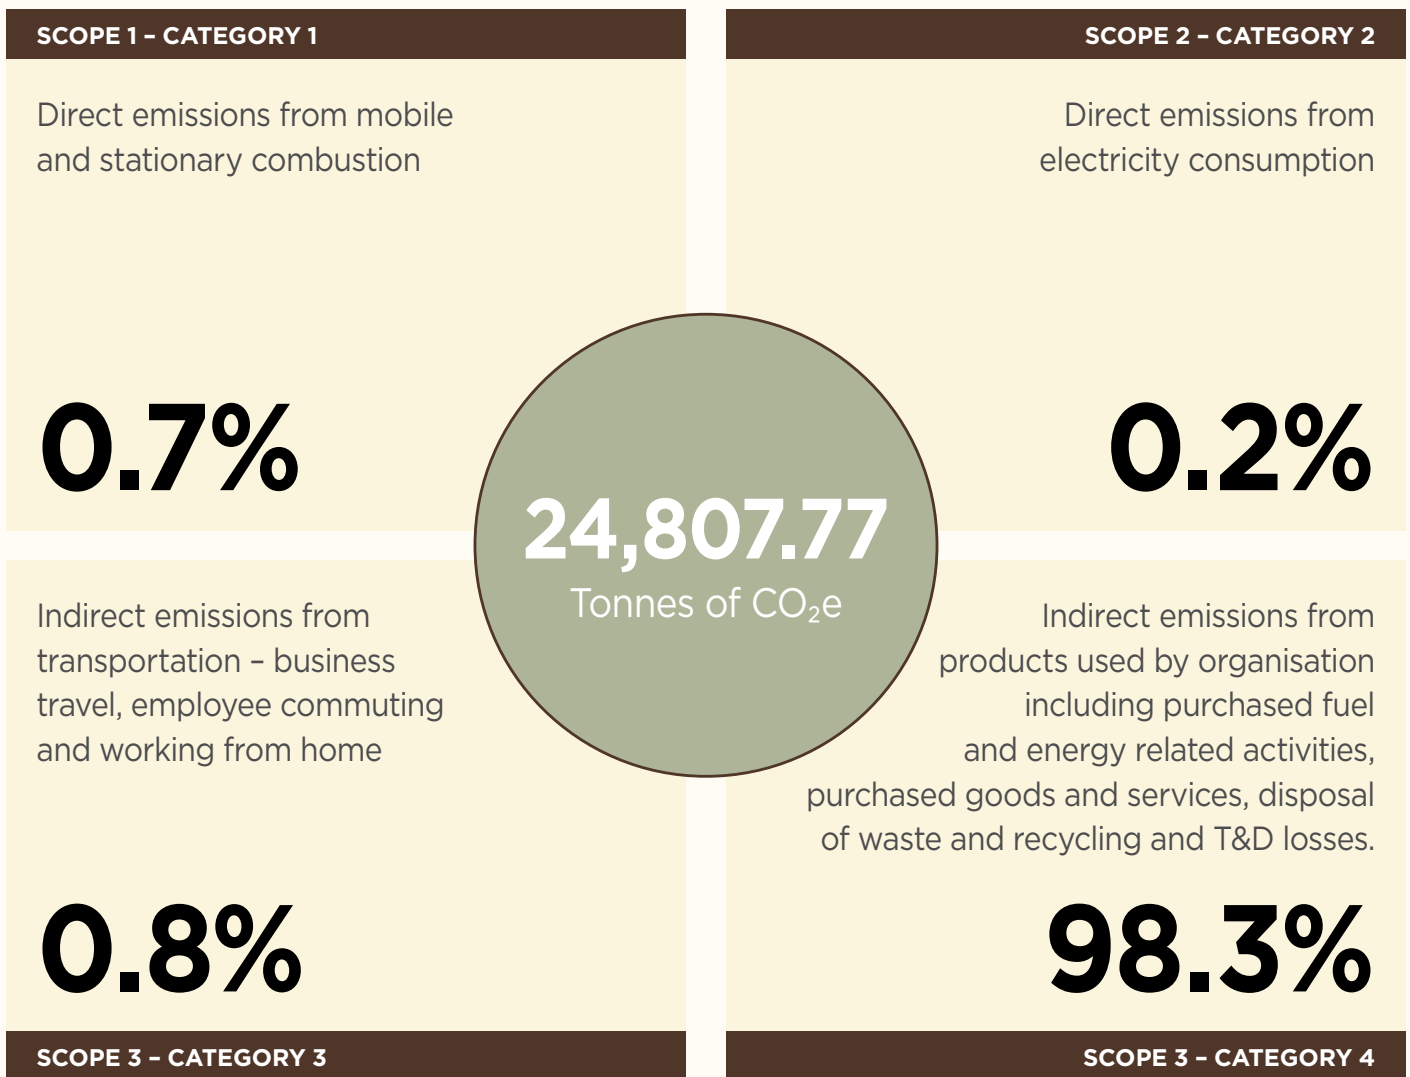 SCOPE 1 – CATEGORY 1
Direct emissions from mobile
and stationary combustion
0.7%
SCOPE 2 – CATEGORY 2
Direct emissions from
electricity consumption
0.2%
24,807.77
Tonnes of CO₂e
Indirect emissions from
transportation – business
travel, employee commuting
and working from home
0.8%
SCOPE 3 – CATEGORY 3
Indirect emissions from
products used by organisation
including purchased fuel
and energy related activities,
purchased goods and services, disposal
of waste and recycling and T&D losses.
98.3%
SCOPE 3 – CATEGORY 4